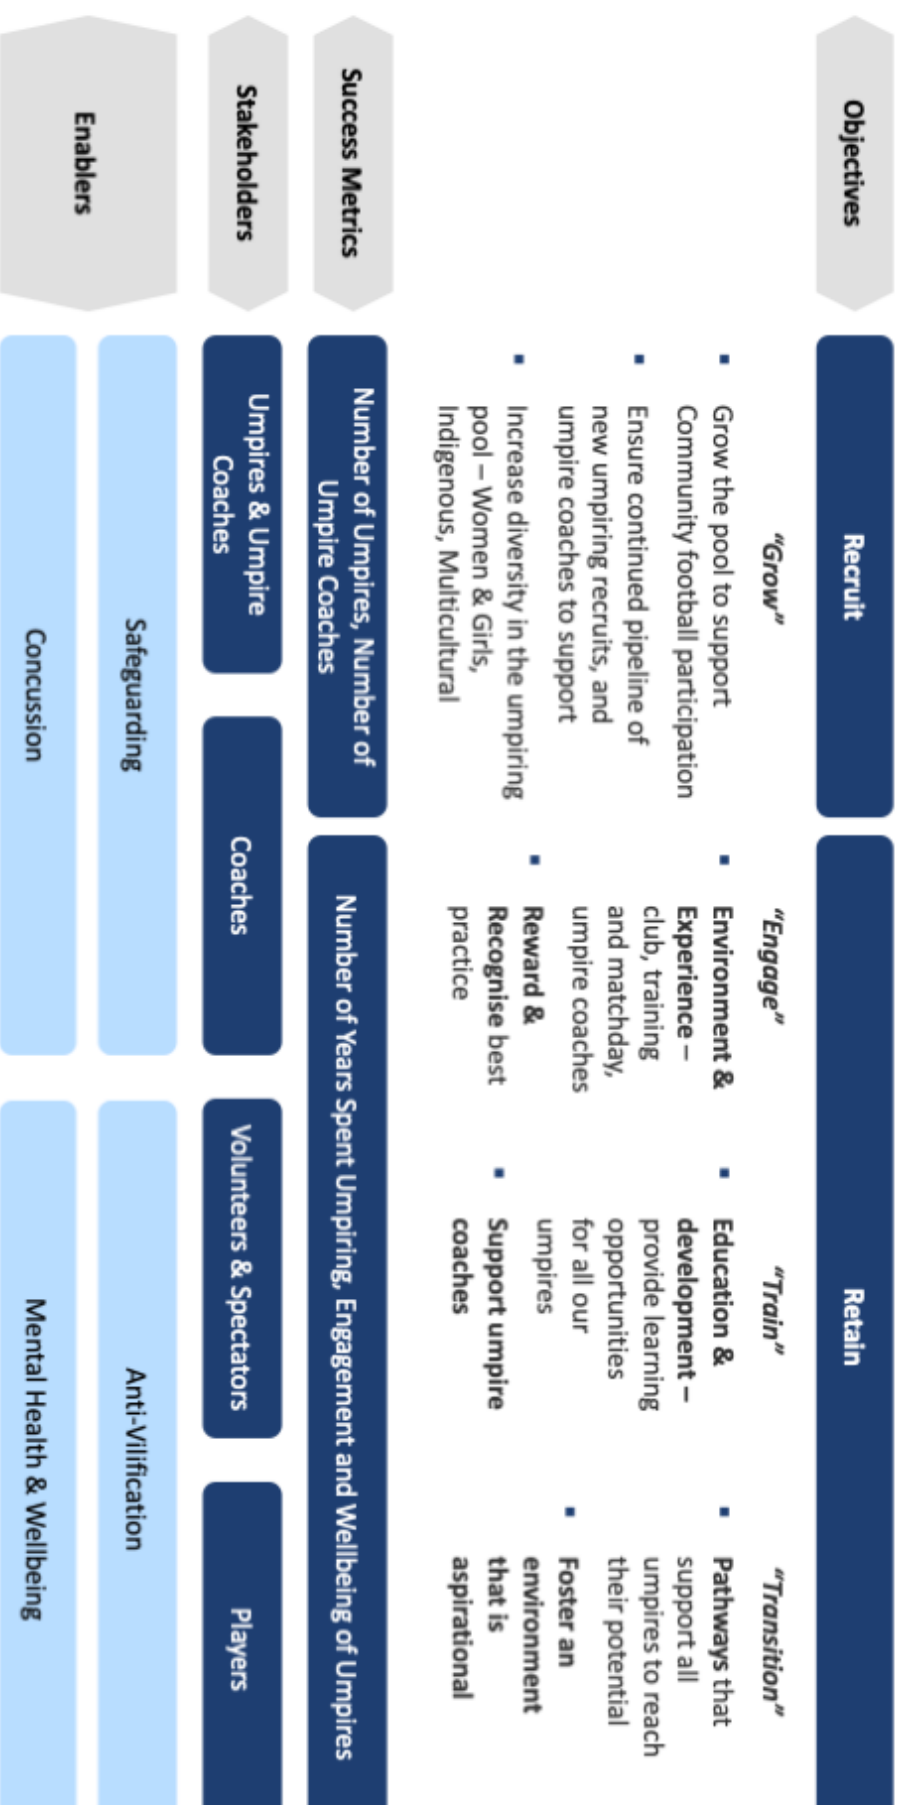 Objectives
Recruit
Retain
“Grow”
▪ Grow the pool to support
Community football participation
▪ Ensure continued pipeline of
new umpiring recruits, and
umpire coaches to support
▪ Increase diversity in the umpiring
pool – Women & Girls,
Indigenous, Multicultural
“Engage”
▪ Environment &
Experience –
club, training
and matchday,
umpire coaches
▪ Reward &
Recognise best
practice
“Train”
▪ Education &
development –
provide learning
opportunities
for all our
umpires
▪ Support umpire
coaches
“Transition”
▪ Pathways that
support all
umpires to reach
their potential
▪ Foster an
environment
that is
aspirational
Success Metrics
Number of Umpires, Number of
Umpire Coaches
Number of Years Spent Umpiring, Engagement and Wellbeing of Umpires
Stakeholders
Umpires & Umpire
Coaches
Coaches
Volunteers & Spectators
Players
Enablers
Safeguarding
Anti-Vilification
Concussion
Mental Health & Wellbeing